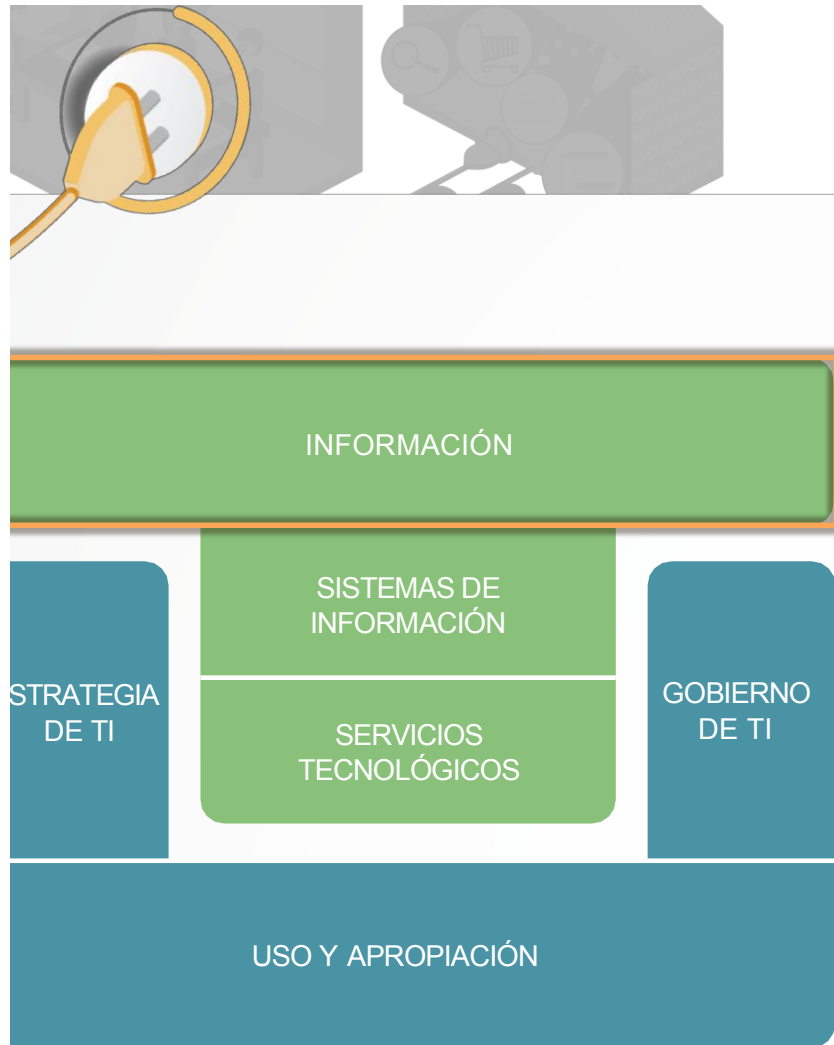 INFORMACIÓN
SISTEMAS DE
INFORMACIÓN
STRATEGIA
DE TI
SERVICIOS
TECNOLÓGICOS
GOBIERNO
DE TI
USO Y APROPIACIÓN